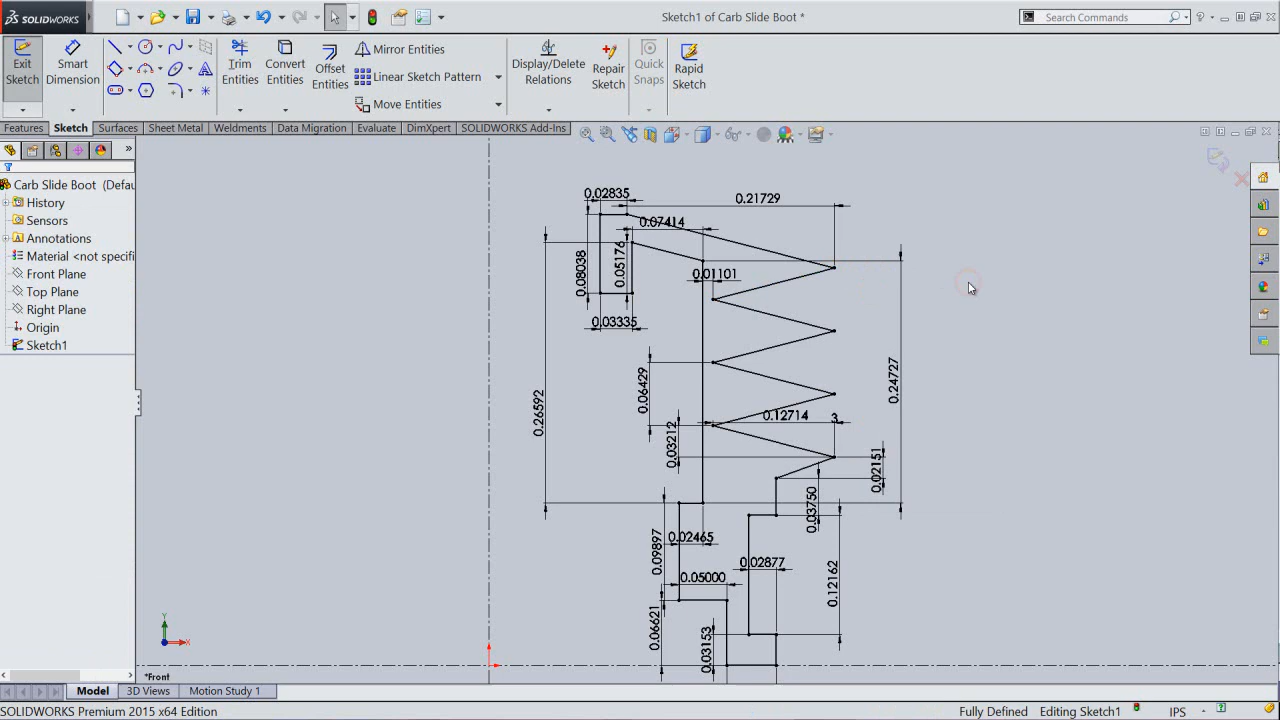 SOLIDWORKS
Sketch1 of Carb Slide Boot *
Search Commands
Exit Sketch
Smart Dimension
Trim Entities
Convert Entities
Offset Entities
Mirror Entities
Linear Sketch Pattern
Move Entities
Display/Delete Relations
Repair Sketch
Quick Snaps
Rapid Sketch
Features
Sketch
Surfaces
Sheet Metal
Weldments
Data Migration
Evaluate
DimXpert
SOLIDWORKS Add-Ins
Carb Slide Boot (Defau
History
Sensors
Annotations
Material <not specifi
Front Plane
Top Plane
Right Plane
Origin
Sketch1
0.02835
0.21729
0.07414
0.08038
0.05176
0.01101
0.03335
0.26592
0.06429
0.24727
0.12714
3
0.03212
0.02151
0.03750
0.09897
0.02465
0.02877
0.05000
0.12162
0.06621
0.03153
Y
X
*Front
Model
3D Views
Motion Study 1
SOLIDWORKS Premium 2015 x64 Edition
Fully Defined
Editing Sketch1
IPS